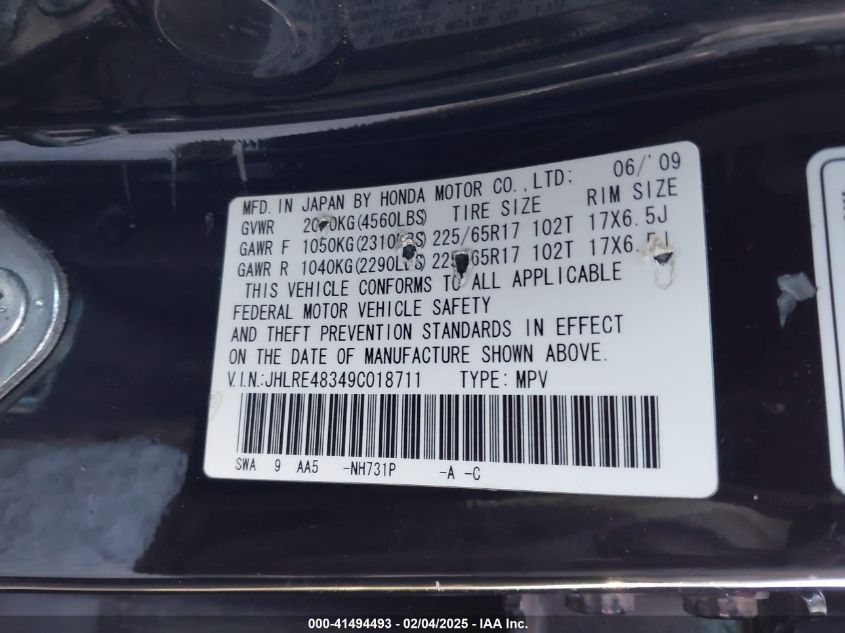 MFD. IN JAPAN BY HONDA MOTOR CO.,LTD: 06/'09
GVWR KG(4560LBS) TIRE SIZE RIM SIZE
GAWR F 1050KG 225/65R17 102T 17X6.5J
GAWR R 1040KG 102T
THIS VEHICLE CONFORMS TO ALL APPLICABLE
FEDERAL MOTOR VEHICLE SAFETY
AND THEFT PREVENTION STANDARDS IN EFFECT
ON THE DATE OF MANUFACTURE SHOWN ABOVE.
V.I.N.:JHLRE48349C018711 TYPE: MPV
SWA 9 AA5 -NH731P -A -C
000-41494493 - 02/04/2025 - IAA Inc.